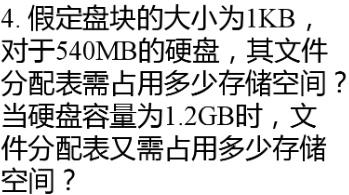 4. 假定盘块的大小为1KB，
对于540MB的硬盘，其文件
分配表需占用多少存储空间？
当硬盘容量为1.2GB时，文
件分配表又需占用多少存储
空间？